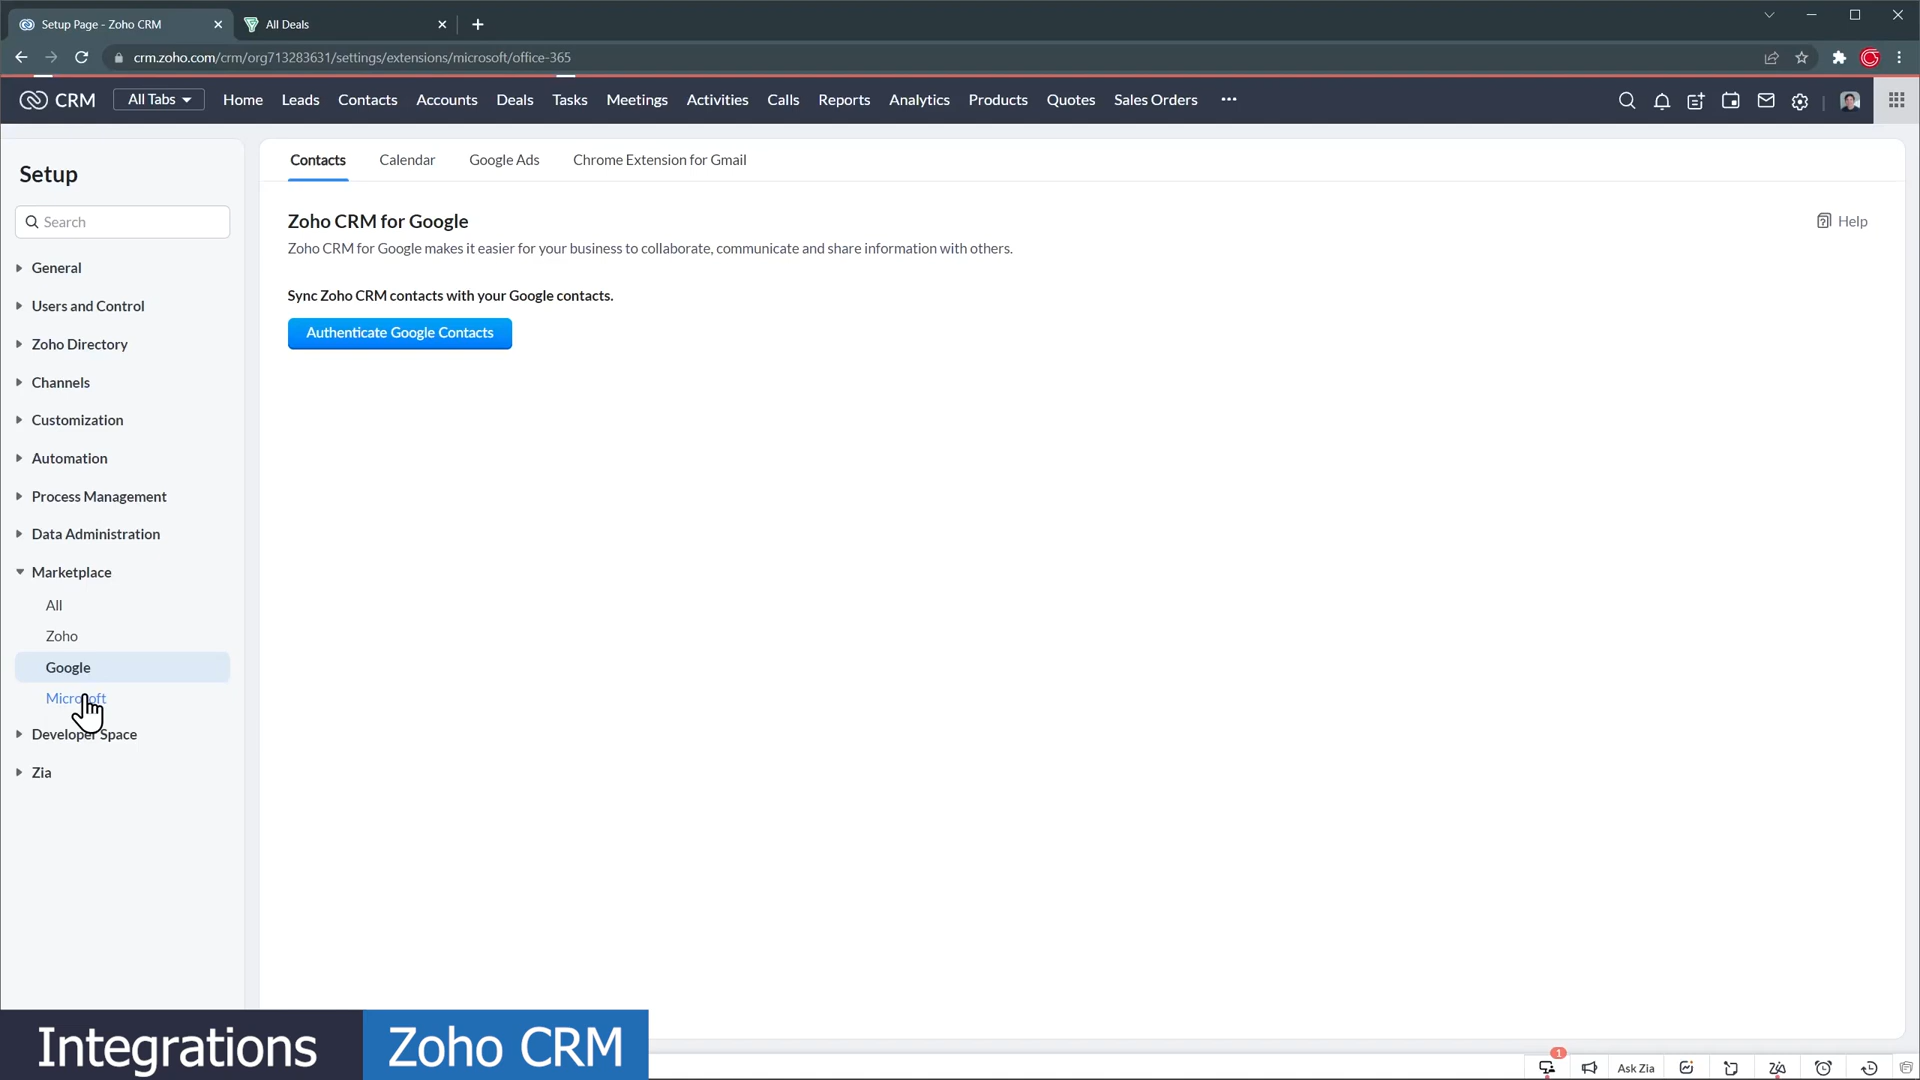 Setup Page - Zoho CRM
All Deals
crm.zoho.com/crm/org713283631/settings/extensions/microsoft/office-365
CRM
All Tabs
Home
Leads
Contacts
Accounts
Deals
Tasks
Meetings
Activities
Calls
Reports
Analytics
Products
Quotes
Sales Orders
Setup
Search
General
Users and Control
Zoho Directory
Channels
Customization
Automation
Process Management
Data Administration
Marketplace
All
Zoho
Google
Microsoft
Developer Space
Zia
Contacts
Calendar
Google Ads
Chrome Extension for Gmail
Zoho CRM for Google
Help
Zoho CRM for Google makes it easier for your business to collaborate, communicate and share information with others.
Sync Zoho CRM contacts with your Google contacts.
Authenticate Google Contacts
Integrations
Zoho CRM
1
Ask Zia